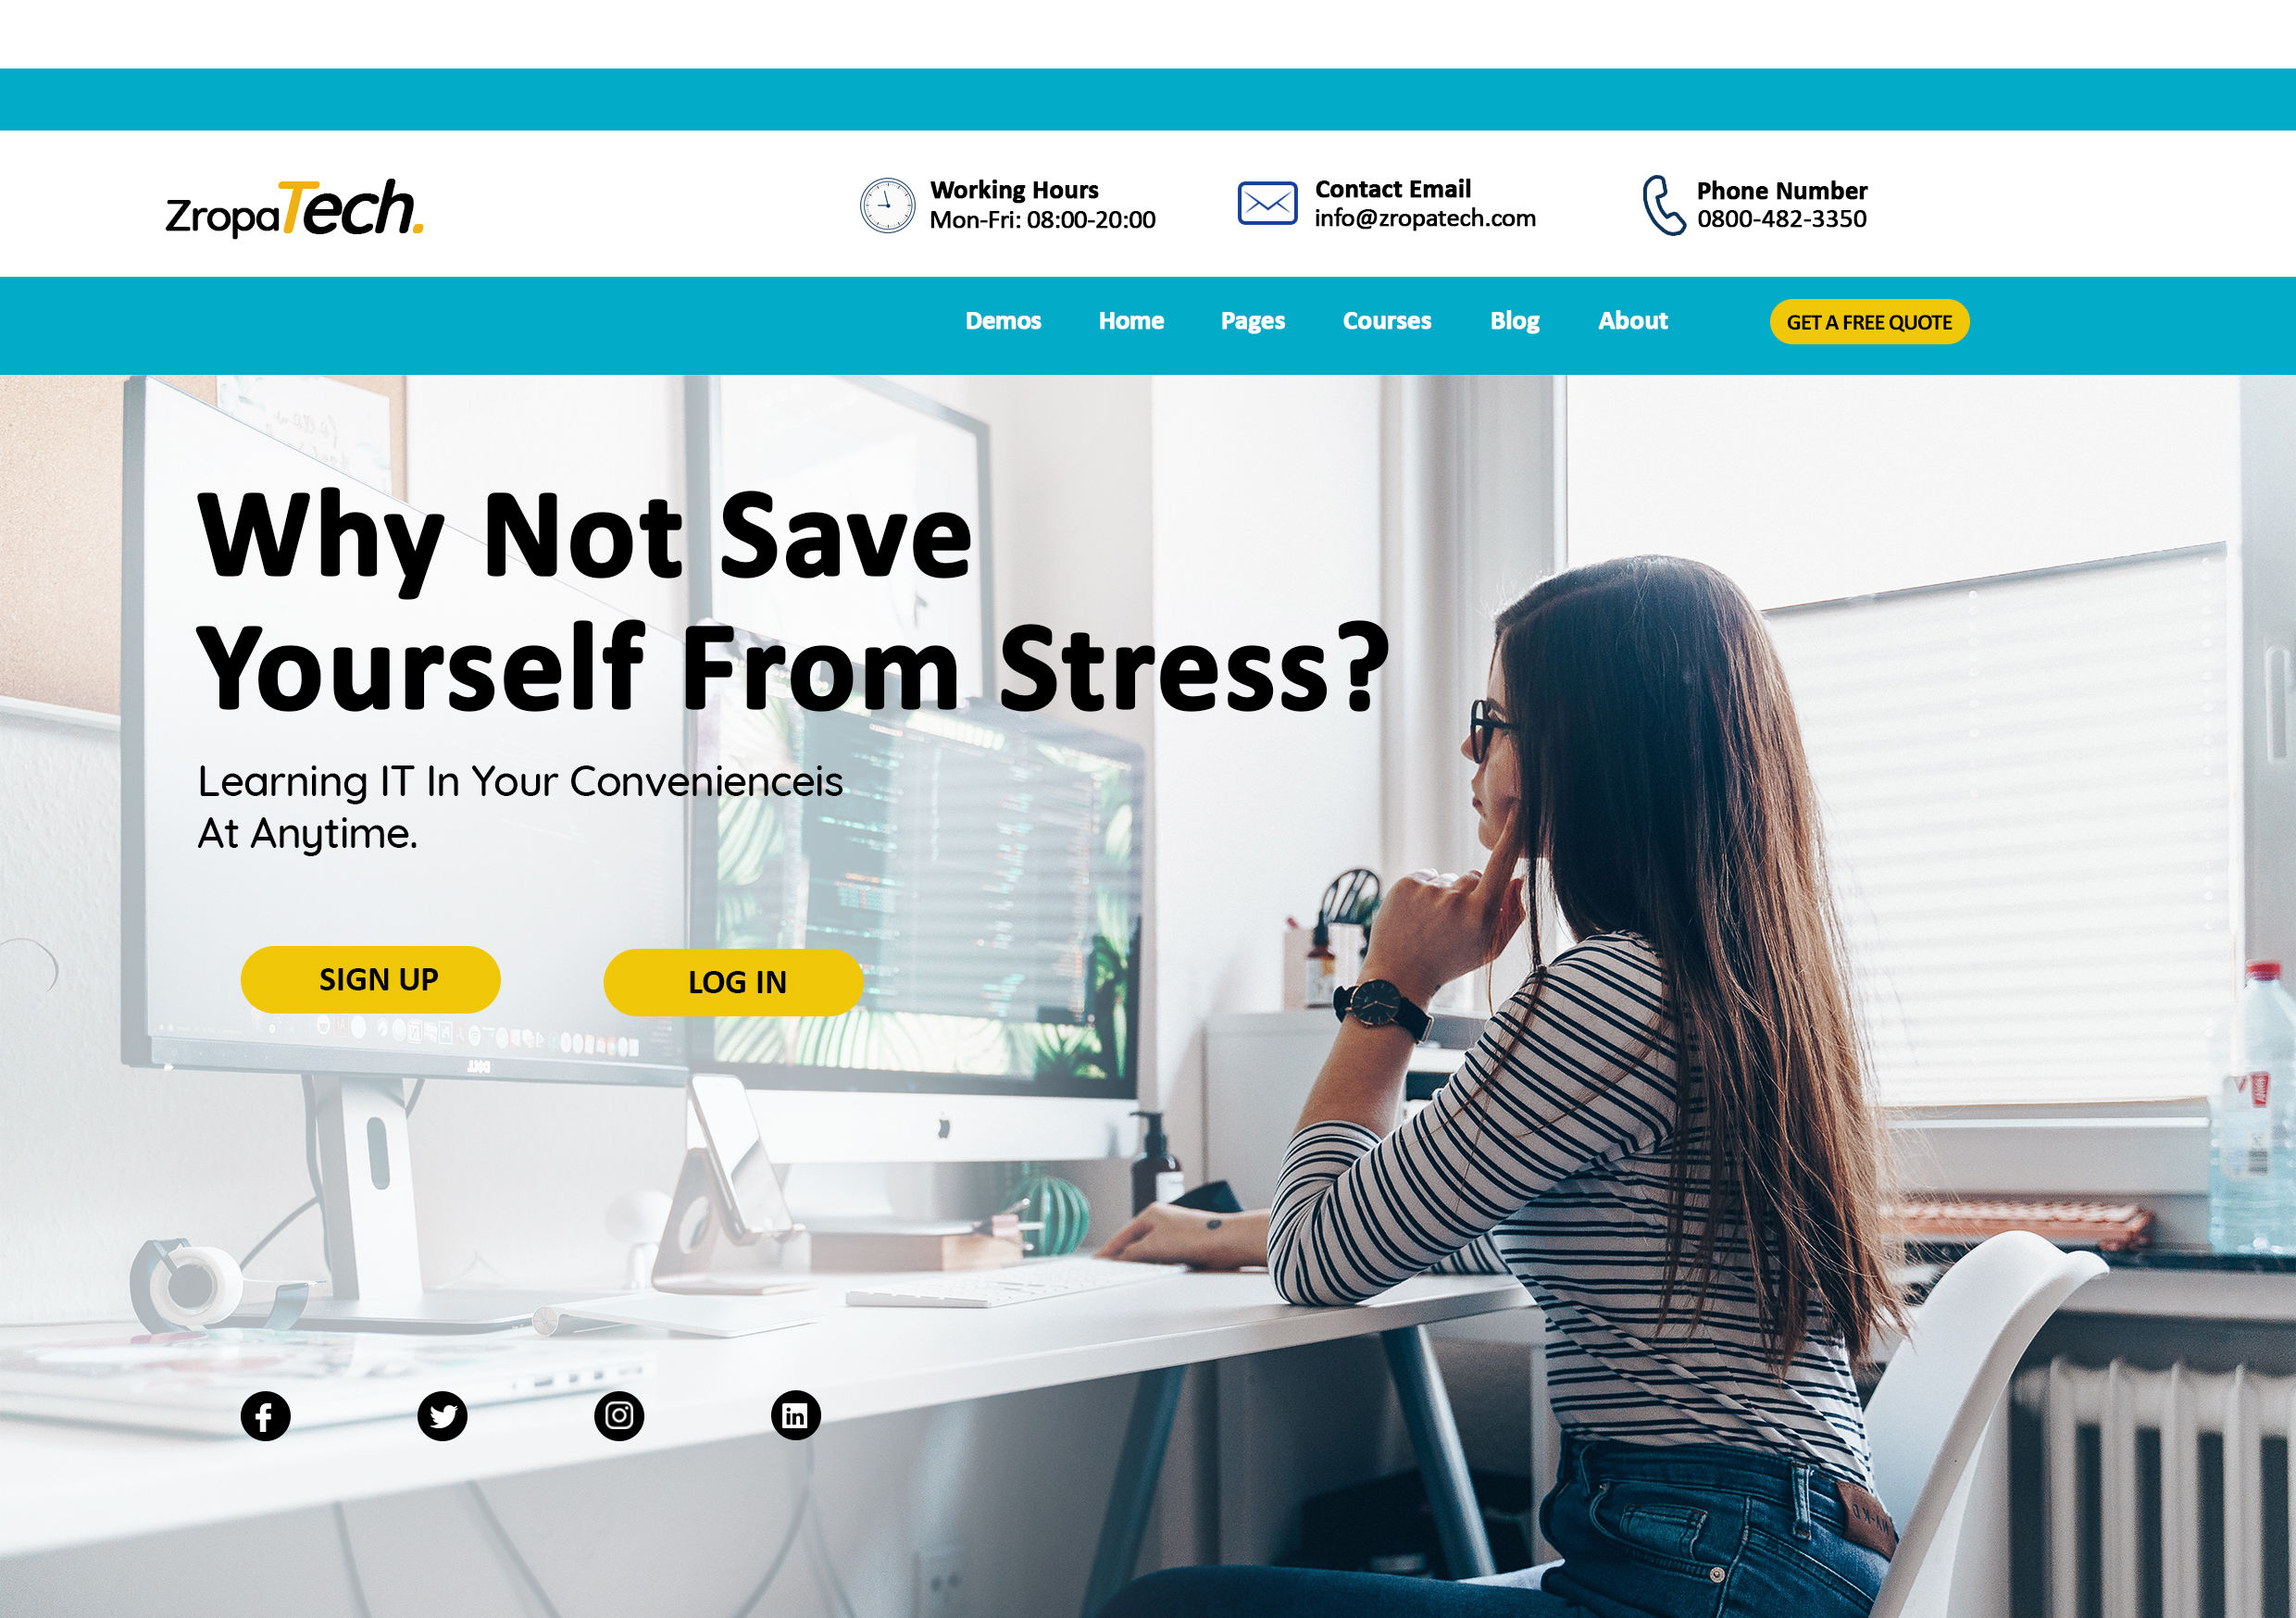 ZropaTech.
Working Hours
Mon-Fri: 08:00-20:00
Contact Email
info@zropatech.com
Phone Number
0800-482-3350
Demos Home Pages Courses Blog About
GET A FREE QUOTE
Why Not Save
Yourself From Stress?
Learning IT In Your Convenienceis
At Anytime.
SIGN UP
LOG IN